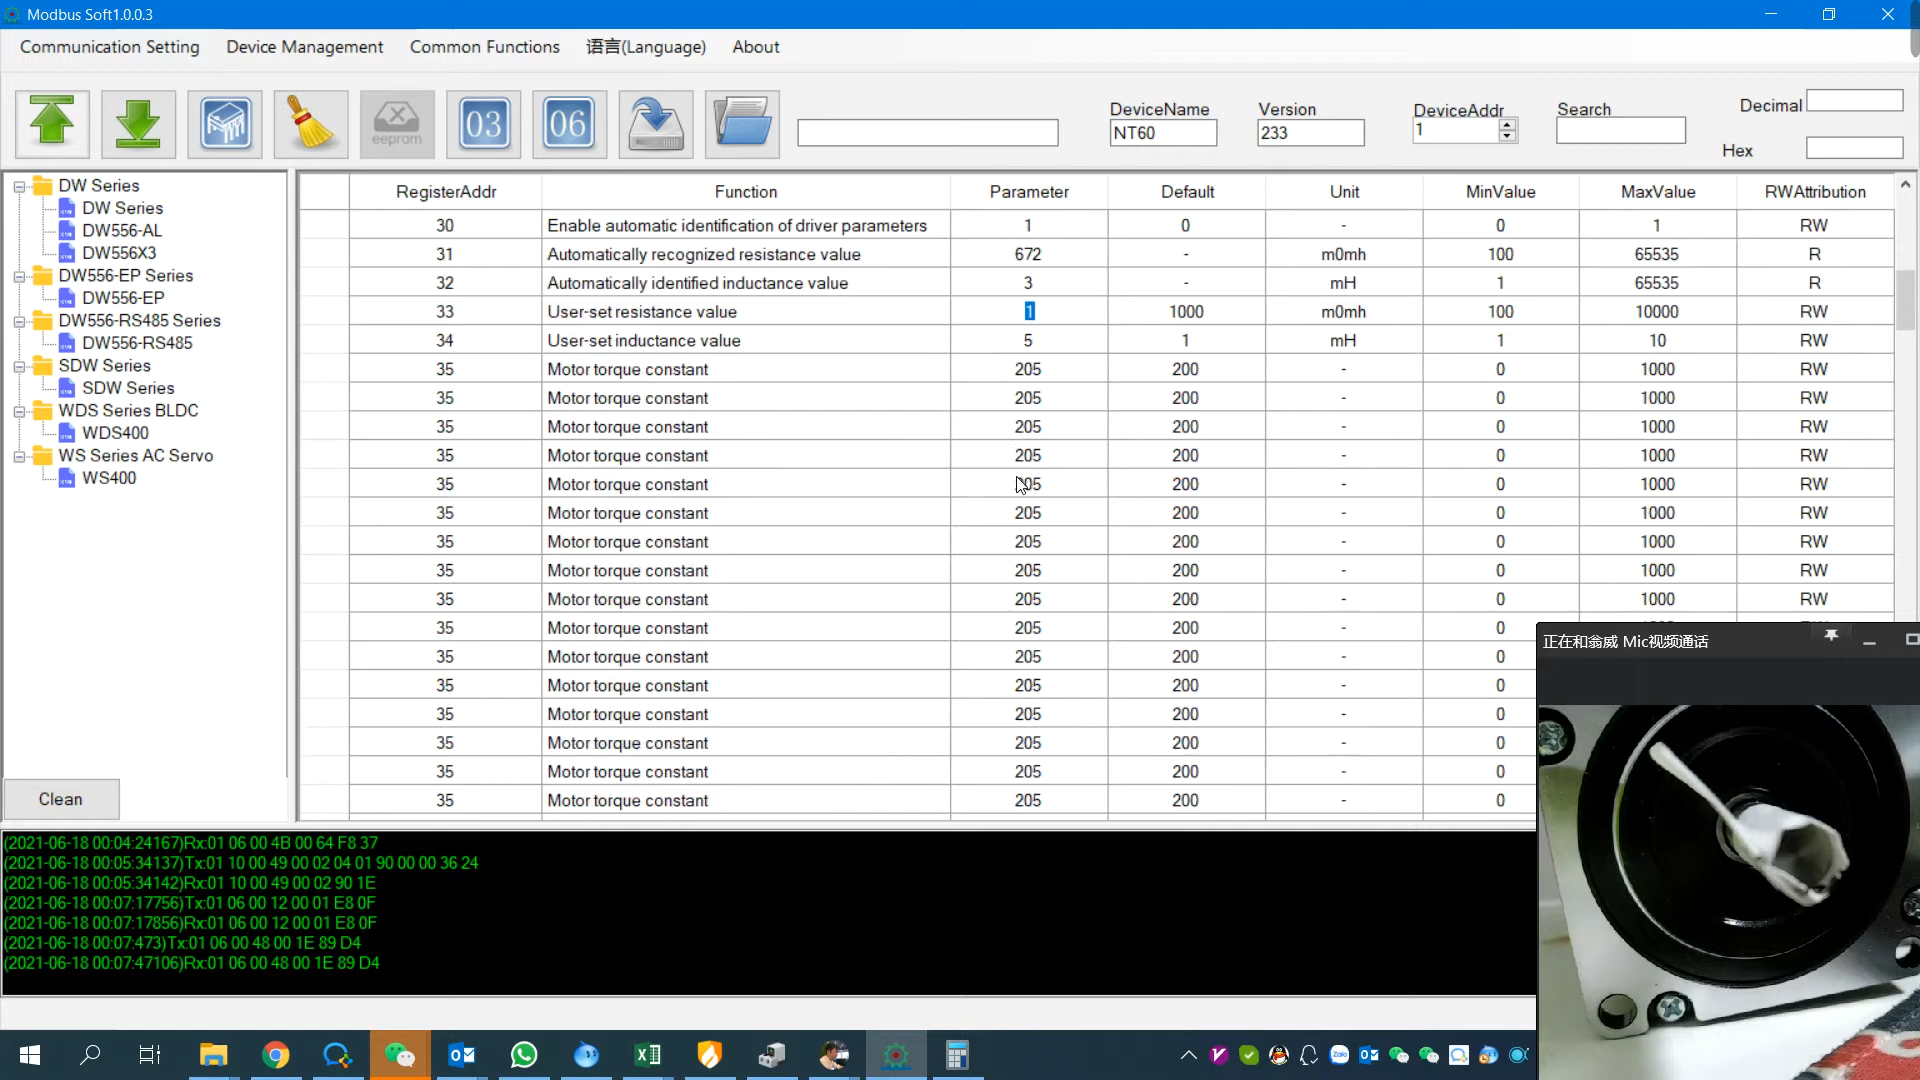 Modbus Soft1.0.0.3
Communication Setting Device Management Common Functions 语言(Language) About
eeprom
03
06
DeviceName
NT60
Version
233
DeviceAddr
1
Search
Decimal
Hex
DW Series
DW Series
DW556-AL
DW556X3
DW556-EP Series
DW556-EP
DW556-RS485 Series
DW556-RS485
SDW Series
SDW Series
WDS Series BLDC
WDS400
WS Series AC Servo
WS400
Clean
RegisterAddr Function Parameter Default Unit MinValue MaxValue RWAttribution
30 Enable automatic identification of driver parameters 1 0 - 0 1 RW
31 Automatically recognized resistance value 672 - m0mh 100 65535 R
32 Automatically identified inductance value 3 - mH 1 65535 R
33 User-set resistance value 1 1000 m0mh 100 10000 RW
34 User-set inductance value 5 1 mH 1 10 RW
35 Motor torque constant 205 200 - 0 1000 RW
35 Motor torque constant 205 200 - 0 1000 RW
35 Motor torque constant 205 200 - 0 1000 RW
35 Motor torque constant 205 200 - 0 1000 RW
35 Motor torque constant 205 200 - 0 1000 RW
35 Motor torque constant 205 200 - 0 1000 RW
35 Motor torque constant 205 200 - 0 1000 RW
35 Motor torque constant 205 200 - 0 1000 RW
35 Motor torque constant 205 200 - 0 1000 RW
35 Motor torque constant 205 200 - 0
35 Motor torque constant 205 200 - 0
35 Motor torque constant 205 200 - 0
35 Motor torque constant 205 200 - 0
35 Motor torque constant 205 200 - 0
35 Motor torque constant 205 200 - 0
35 Motor torque constant 205 200 - 0
正在和翁威 Mic视频通话
(2021-06-18 00:04:24167)Rx:01 06 00 4B 00 64 F8 37
(2021-06-18 00:05:34137)Tx:01 10 00 49 00 02 04 01 90 00 00 36 24
(2021-06-18 00:05:34142)Rx:01 10 00 49 00 02 90 1E
(2021-06-18 00:07:17756)Tx:01 06 00 12 00 01 E8 0F
(2021-06-18 00:07:17856)Rx:01 06 00 12 00 01 E8 0F
(2021-06-18 00:07:473)Tx:01 06 00 48 00 1E 89 D4
(2021-06-18 00:07:47106)Rx:01 06 00 48 00 1E 89 D4